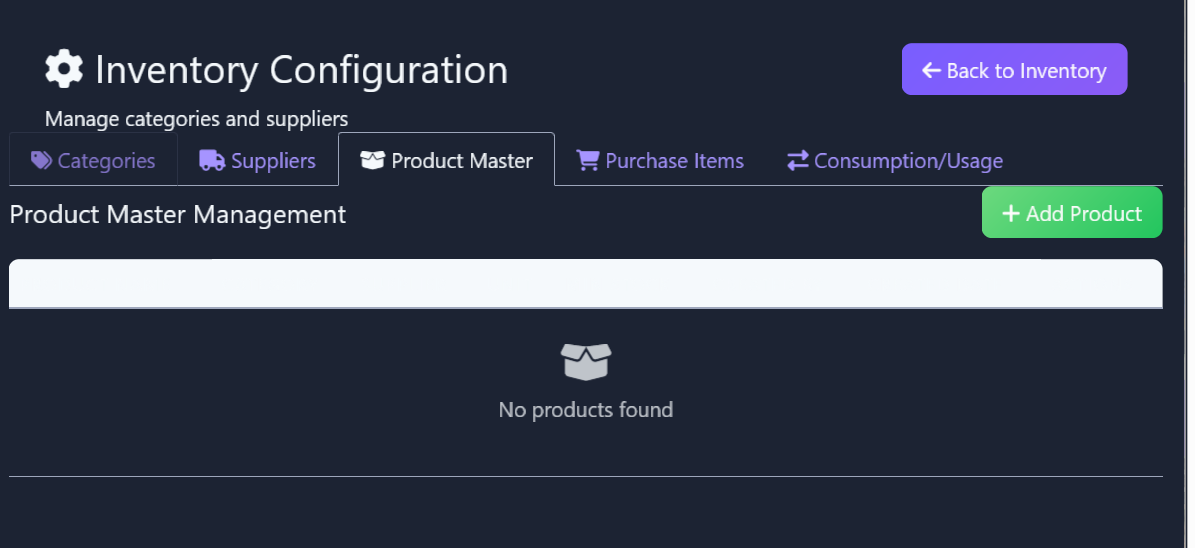 Inventory Configuration
Back to Inventory
Manage categories and suppliers
Categories
Suppliers
Product Master
Purchase Items
Consumption/Usage
Product Master Management
Add Product
No products found